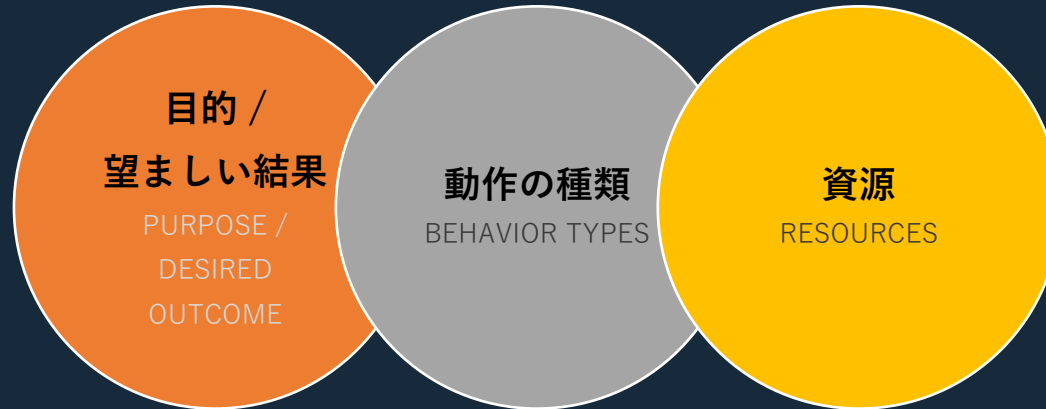 目的 /
望ましい結果
PURPOSE /
DESIRED
OUTCOME
動作の種類
BEHAVIOR TYPES
資源
RESOURCES